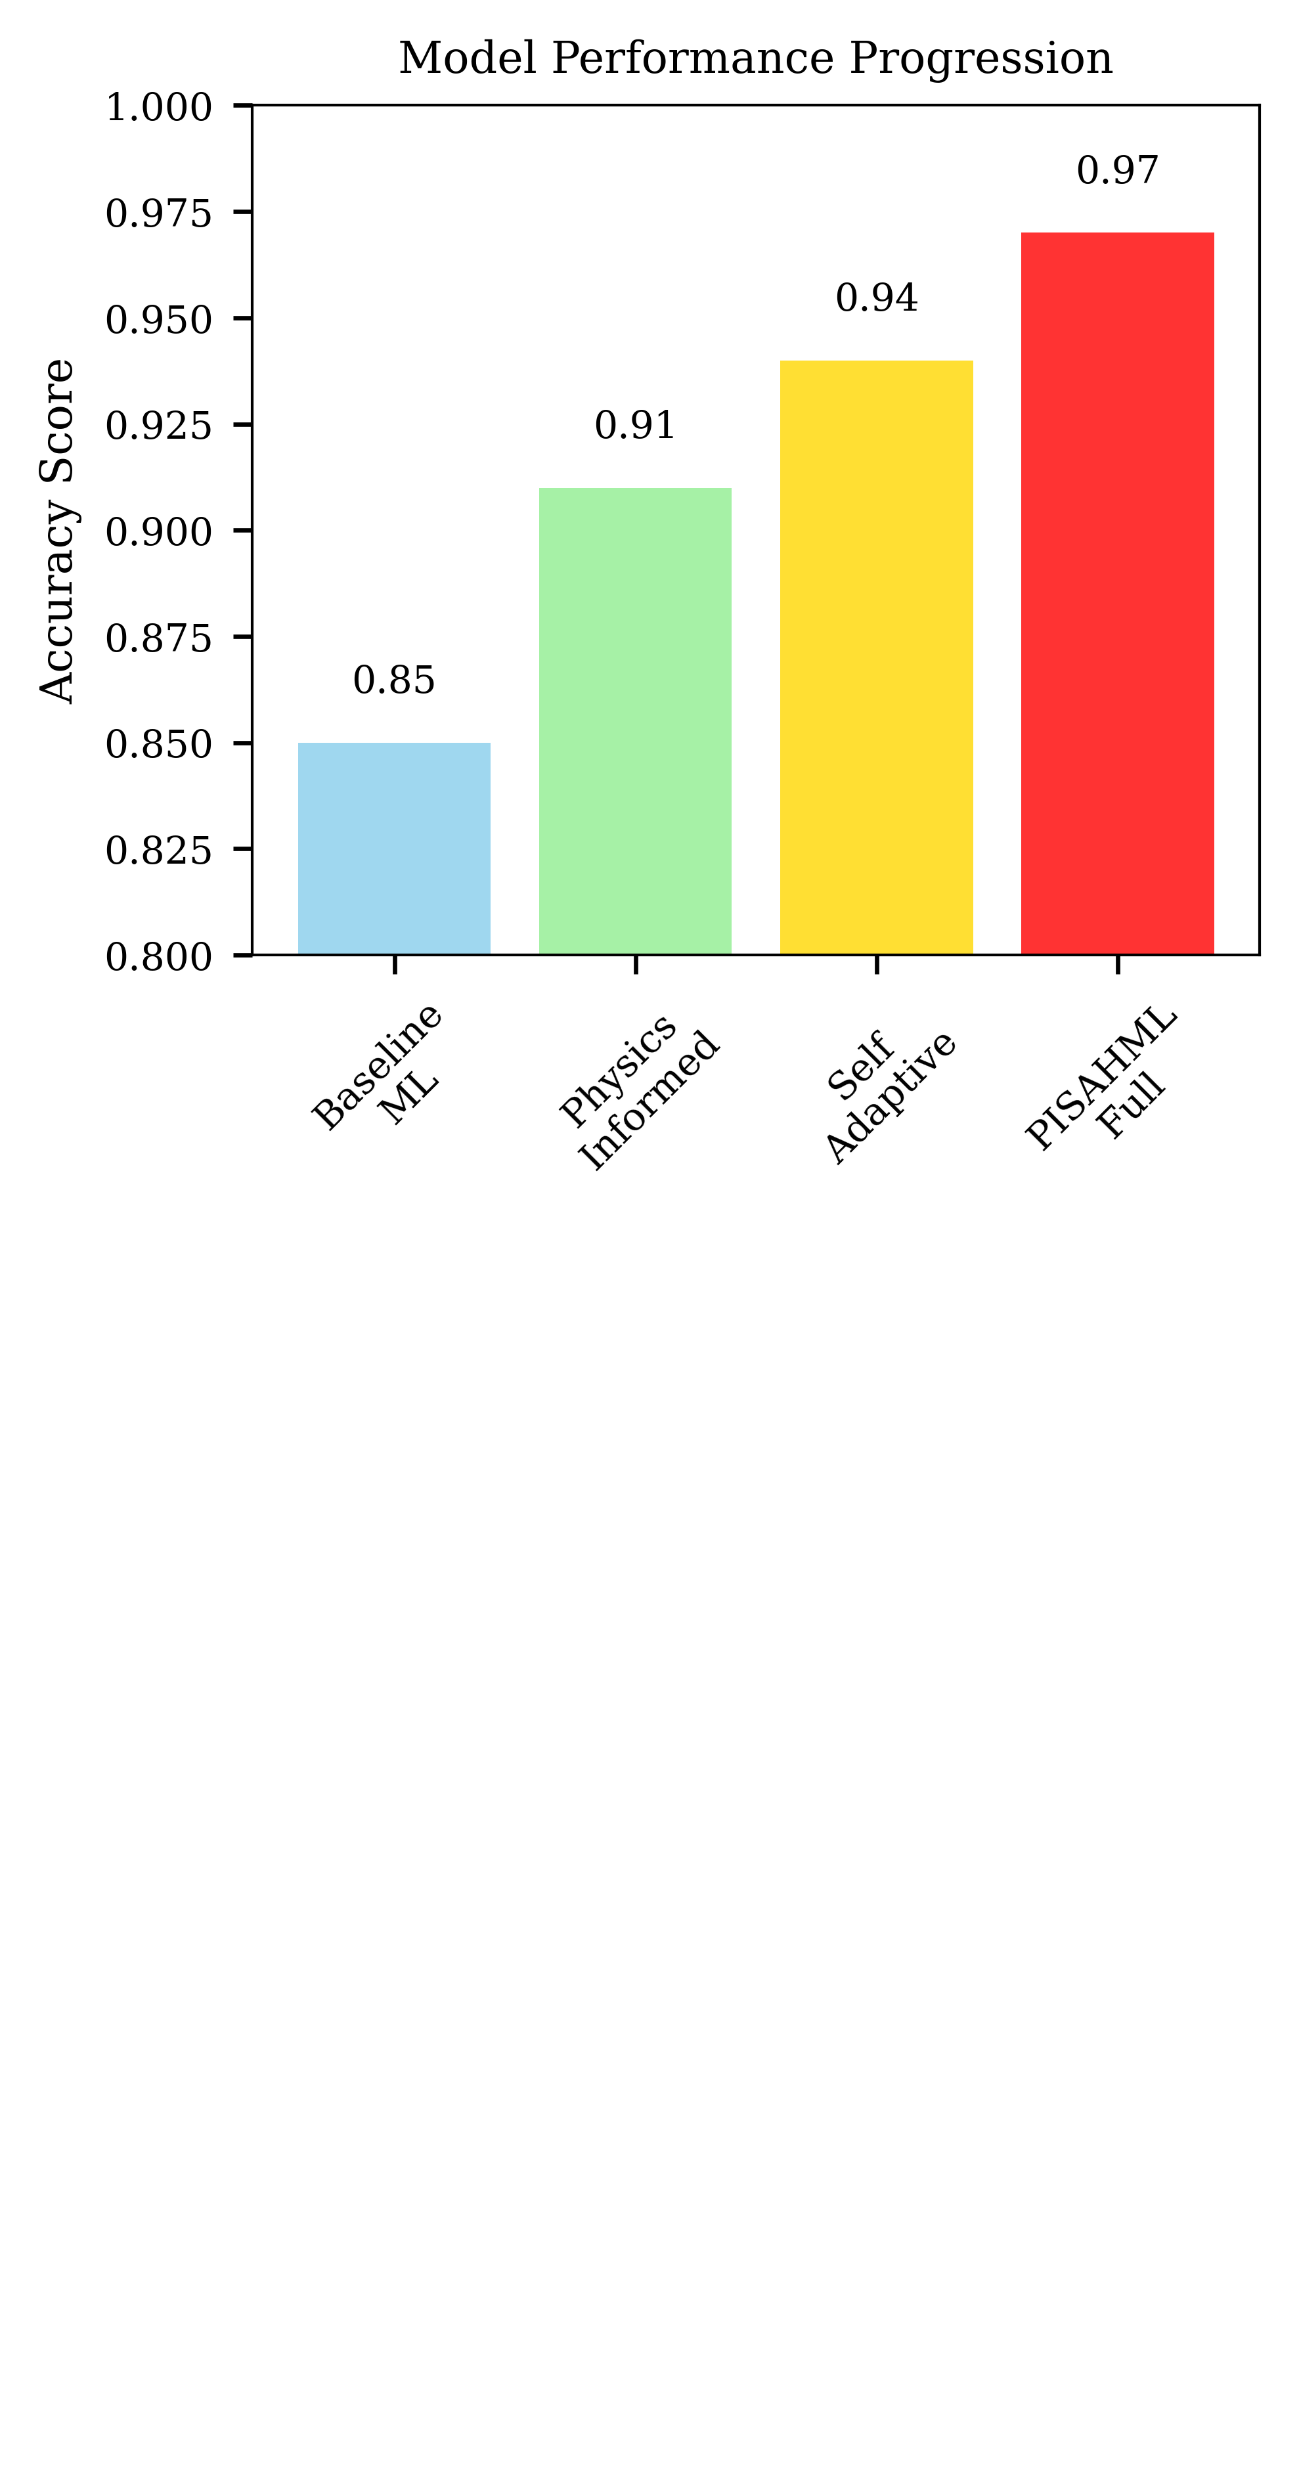 Model Performance Progression
Accuracy Score
1.000
0.975
0.950
0.925
0.900
0.875
0.850
0.825
0.800
0.85
0.91
0.94
0.97
Baseline
ML
Physics
Informed
Self
Adaptive
PISAHML
Full